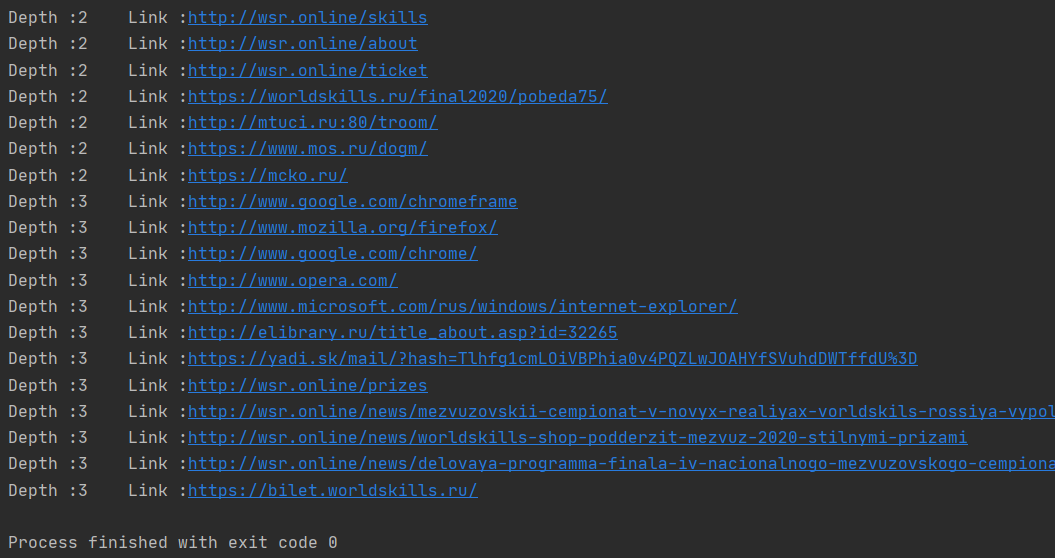 Depth :2    Link :http://wsr.online/skills
Depth :2    Link :http://wsr.online/about
Depth :2    Link :http://wsr.online/ticket
Depth :2    Link :https://worldskills.ru/final2020/pobeda75/
Depth :2    Link :http://mtuci.ru:80/troom/
Depth :2    Link :https://www.mos.ru/dogm/
Depth :2    Link :https://mcko.ru/
Depth :3    Link :http://www.google.com/chromeframe
Depth :3    Link :http://www.mozilla.org/firefox/
Depth :3    Link :http://www.google.com/chrome/
Depth :3    Link :http://www.opera.com/
Depth :3    Link :http://www.microsoft.com/rus/windows/internet-explorer/
Depth :3    Link :http://elibrary.ru/title_about.asp?id=32265
Depth :3    Link :https://yadi.sk/mail/?hash=Tlhfg1cmLOiVBPhia0v4PQZLwJOAHYfSVuhdDWTffdU%3D
Depth :3    Link :http://wsr.online/prizes
Depth :3    Link :http://wsr.online/news/mezvuzovskii-cempionat-v-novyx-realiyax-vorldskils-rossiya-vypol
Depth :3    Link :http://wsr.online/news/worldskills-shop-podderzit-mezvuz-2020-stilnymi-prizami
Depth :3    Link :http://wsr.online/news/delovaya-programma-finala-iv-nacionalnogo-mezvuzovskogo-cempiona
Depth :3    Link :https://bilet.worldskills.ru/
Process finished with exit code 0